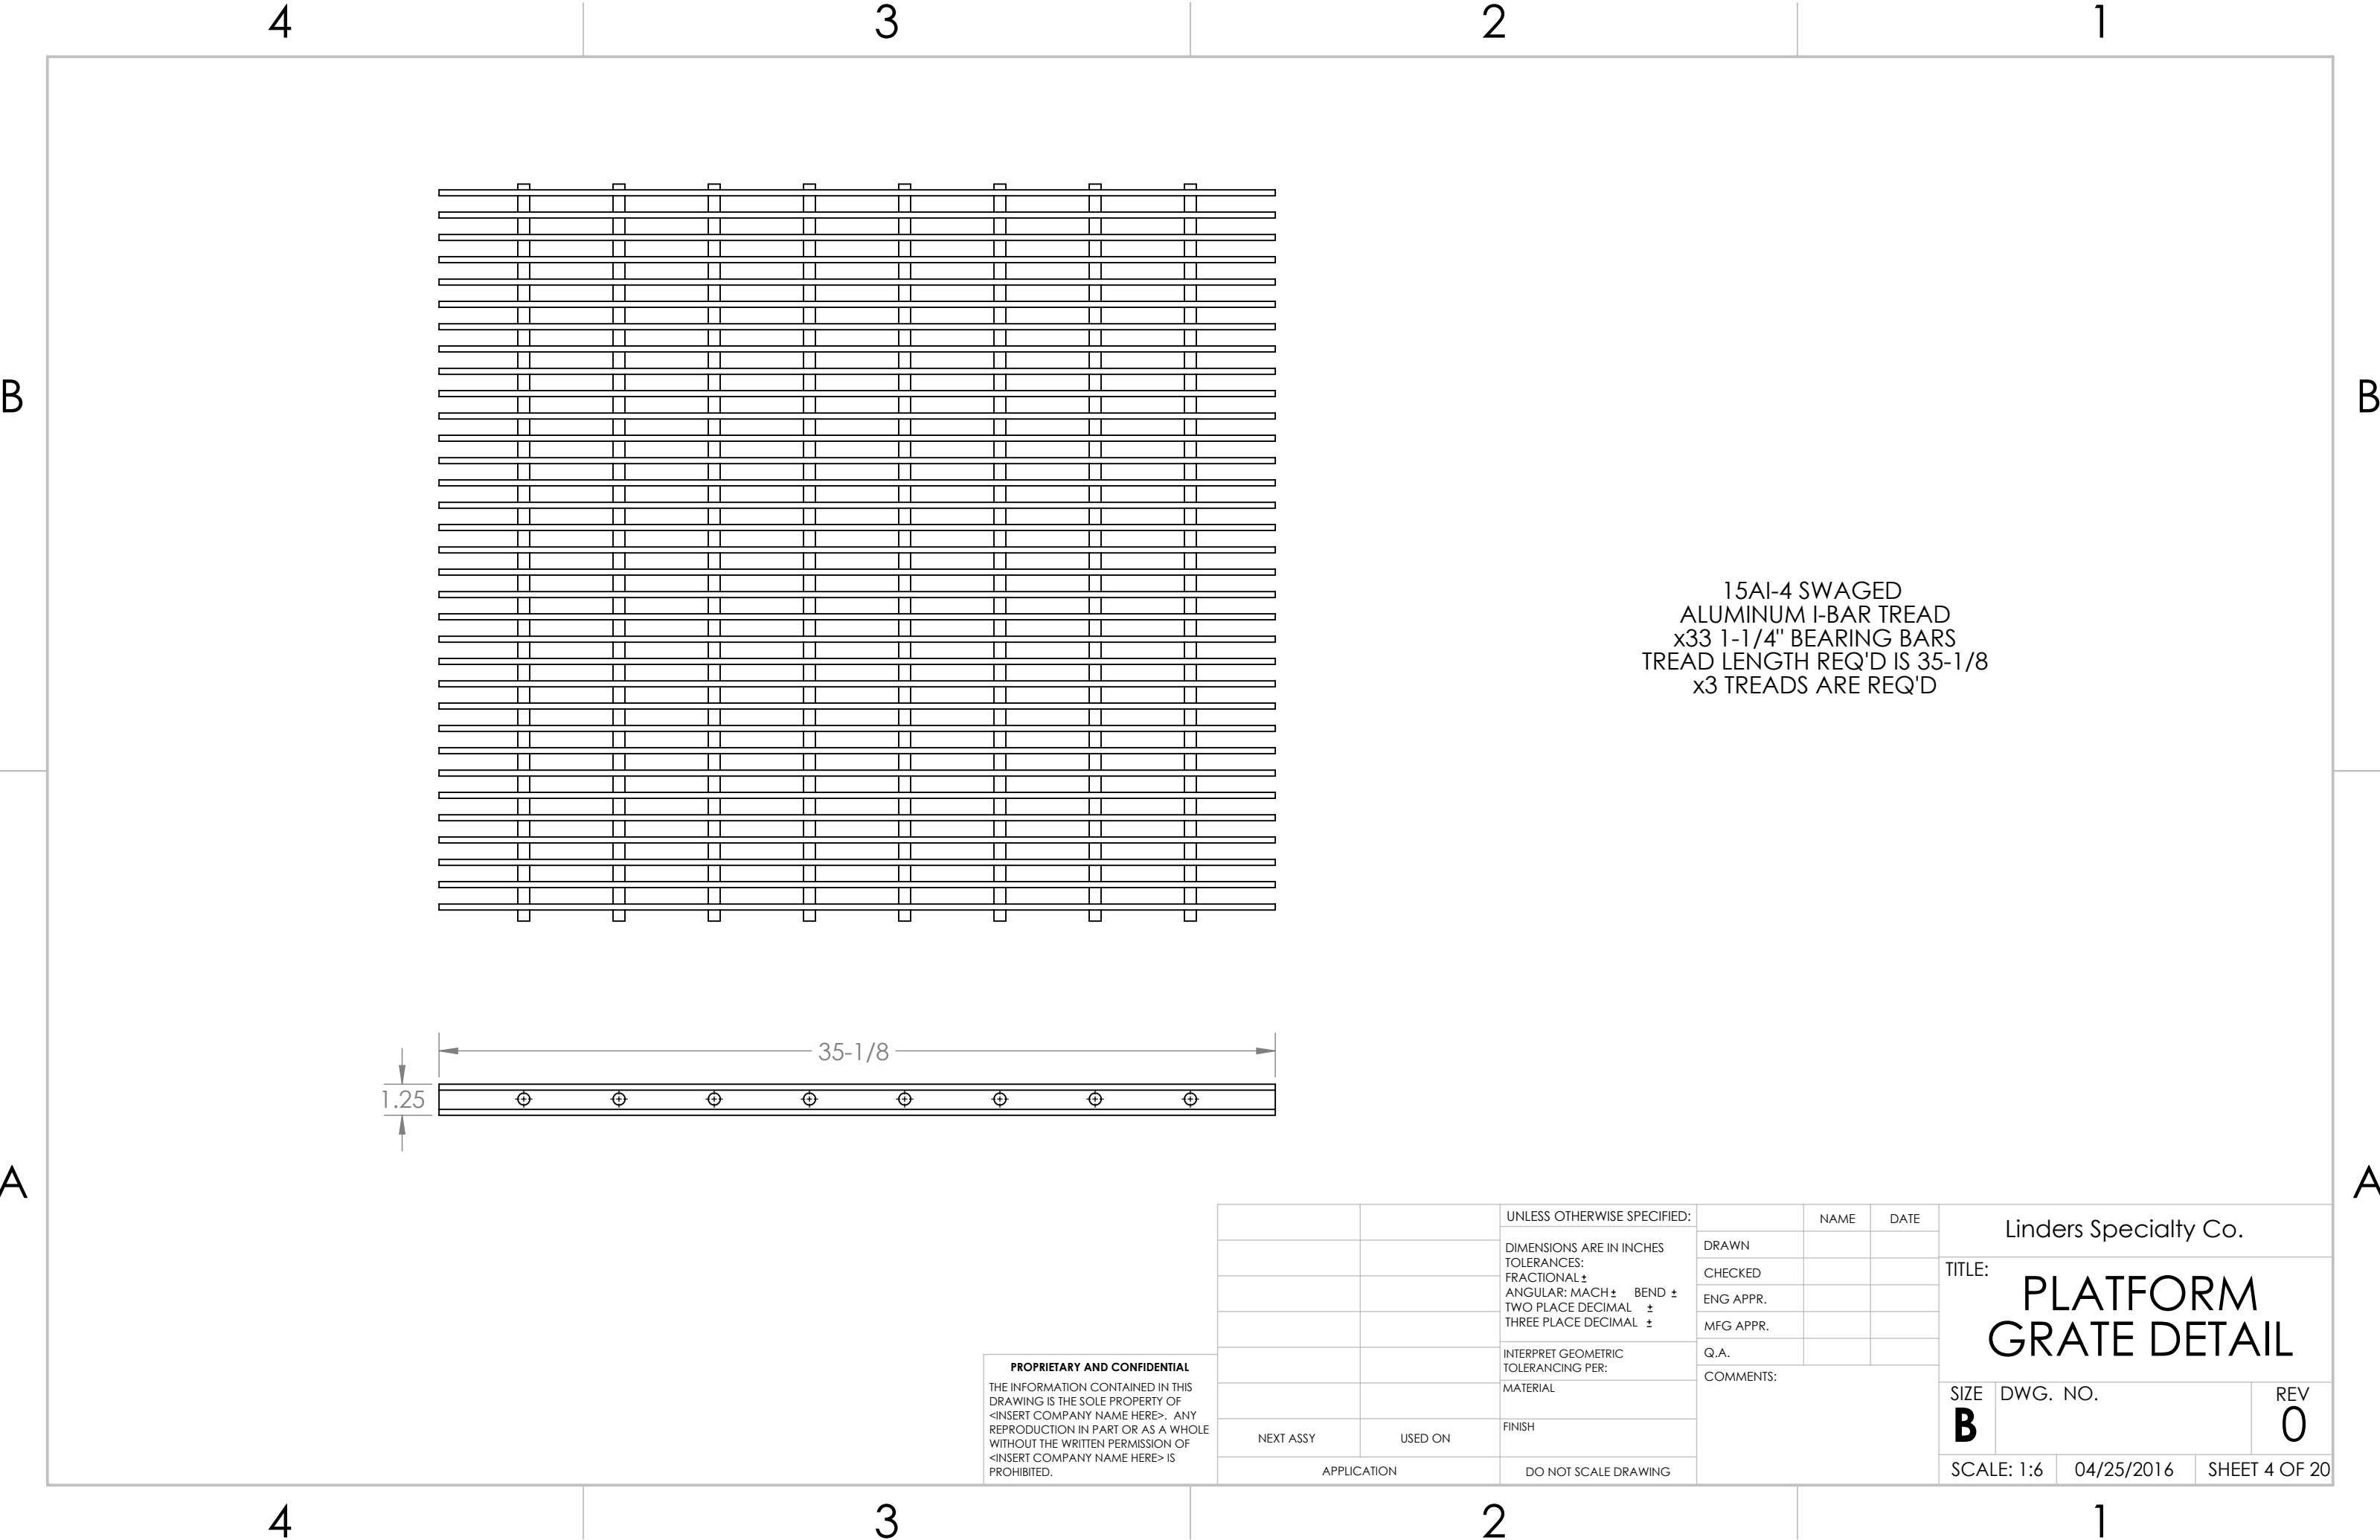 4 3 2 1
B B
15AI-4 SWAGED
ALUMINUM I-BAR TREAD
x33 1-1/4" BEARING BARS
TREAD LENGTH REQ'D IS 35-1/8
x3 TREADS ARE REQ'D
35-1/8
1.25
A A
PROPRIETARY AND CONFIDENTIAL
THE INFORMATION CONTAINED IN THIS
DRAWING IS THE SOLE PROPERTY OF
<INSERT COMPANY NAME HERE>. ANY
REPRODUCTION IN PART OR AS A WHOLE
WITHOUT THE WRITTEN PERMISSION OF
<INSERT COMPANY NAME HERE> IS
PROHIBITED.
NEXT ASSY USED ON
APPLICATION
UNLESS OTHERWISE SPECIFIED:
DIMENSIONS ARE IN INCHES
TOLERANCES:
FRACTIONAL ±
ANGULAR: MACH ± BEND ±
TWO PLACE DECIMAL ±
THREE PLACE DECIMAL ±
INTERPRET GEOMETRIC
TOLERANCING PER:
MATERIAL
FINISH
DO NOT SCALE DRAWING
NAME DATE
DRAWN
CHECKED
ENG APPR.
MFG APPR.
Q.A.
COMMENTS:
Linders Specialty Co.
TITLE:
PLATFORM
GRATE DETAIL
SIZE DWG. NO. REV
B 0
SCALE: 1:6 04/25/2016 SHEET 4 OF 20
4 3 2 1